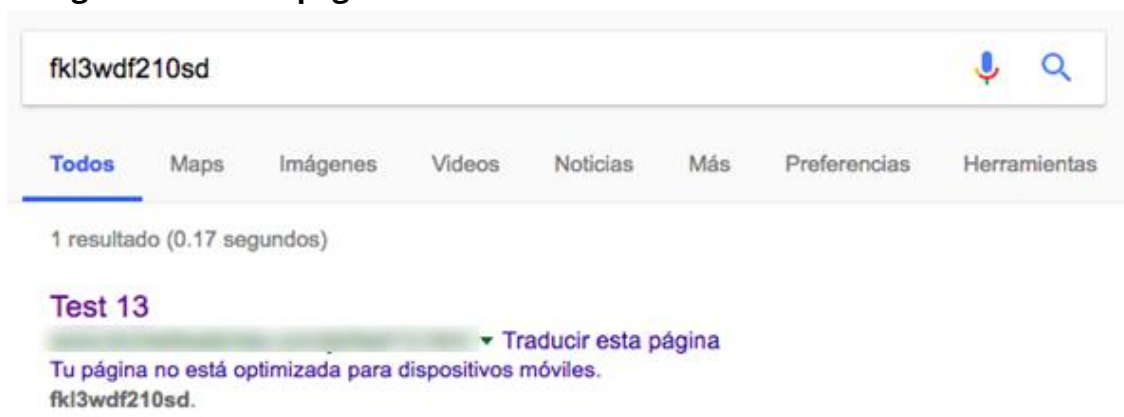 fkl3wdf210sd
Todos Maps Imágenes Videos Noticias Más Preferencias Herramientas
1 resultado (0.17 segundos)
Test 13
Traducir esta página
Tu página no está optimizada para dispositivos móviles.
fkl3wdf210sd.